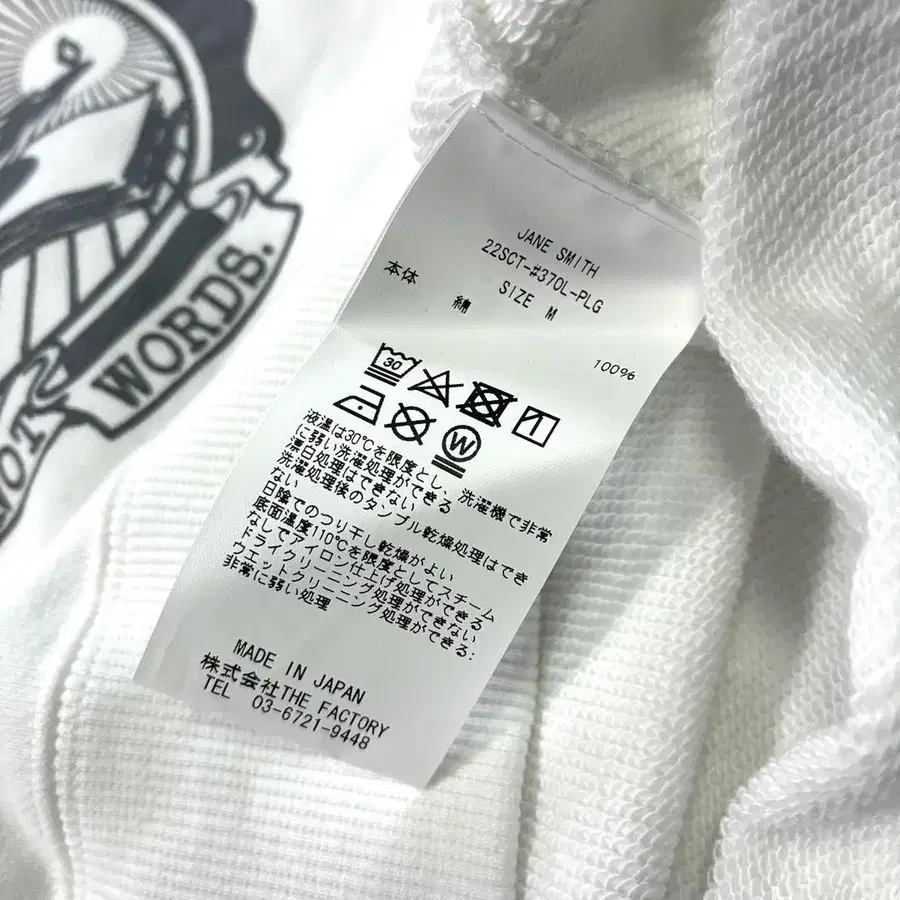 WORDS.
NOT
JANE SMITH
22SCT-#370L-PLG
SIZE M
本体 綿 100%
30
W
液温は30℃を限度とし、洗濯機で非常
に弱い洗濯処理ができる
漂白処理はできない
洗濯処理後のタンブル乾燥処理はでき
ない
日陰でのつり干し乾燥がよい
底面温度110℃を限度としてスチーム
なしでアイロン仕上げ処理ができる
ドライクリーニング処理ができない
ウエットクリーニング処理ができる:
非常に弱い処理
MADE IN JAPAN
株式会社THE FACTORY
TEL 03-6721-9448